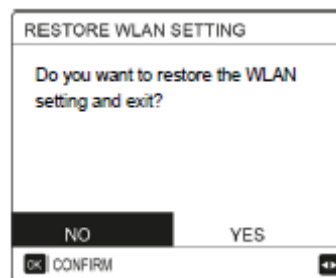 RESTORE WLAN SETTING
Do you want to restore the WLAN
setting and exit?
NO YES
OK CONFIRM